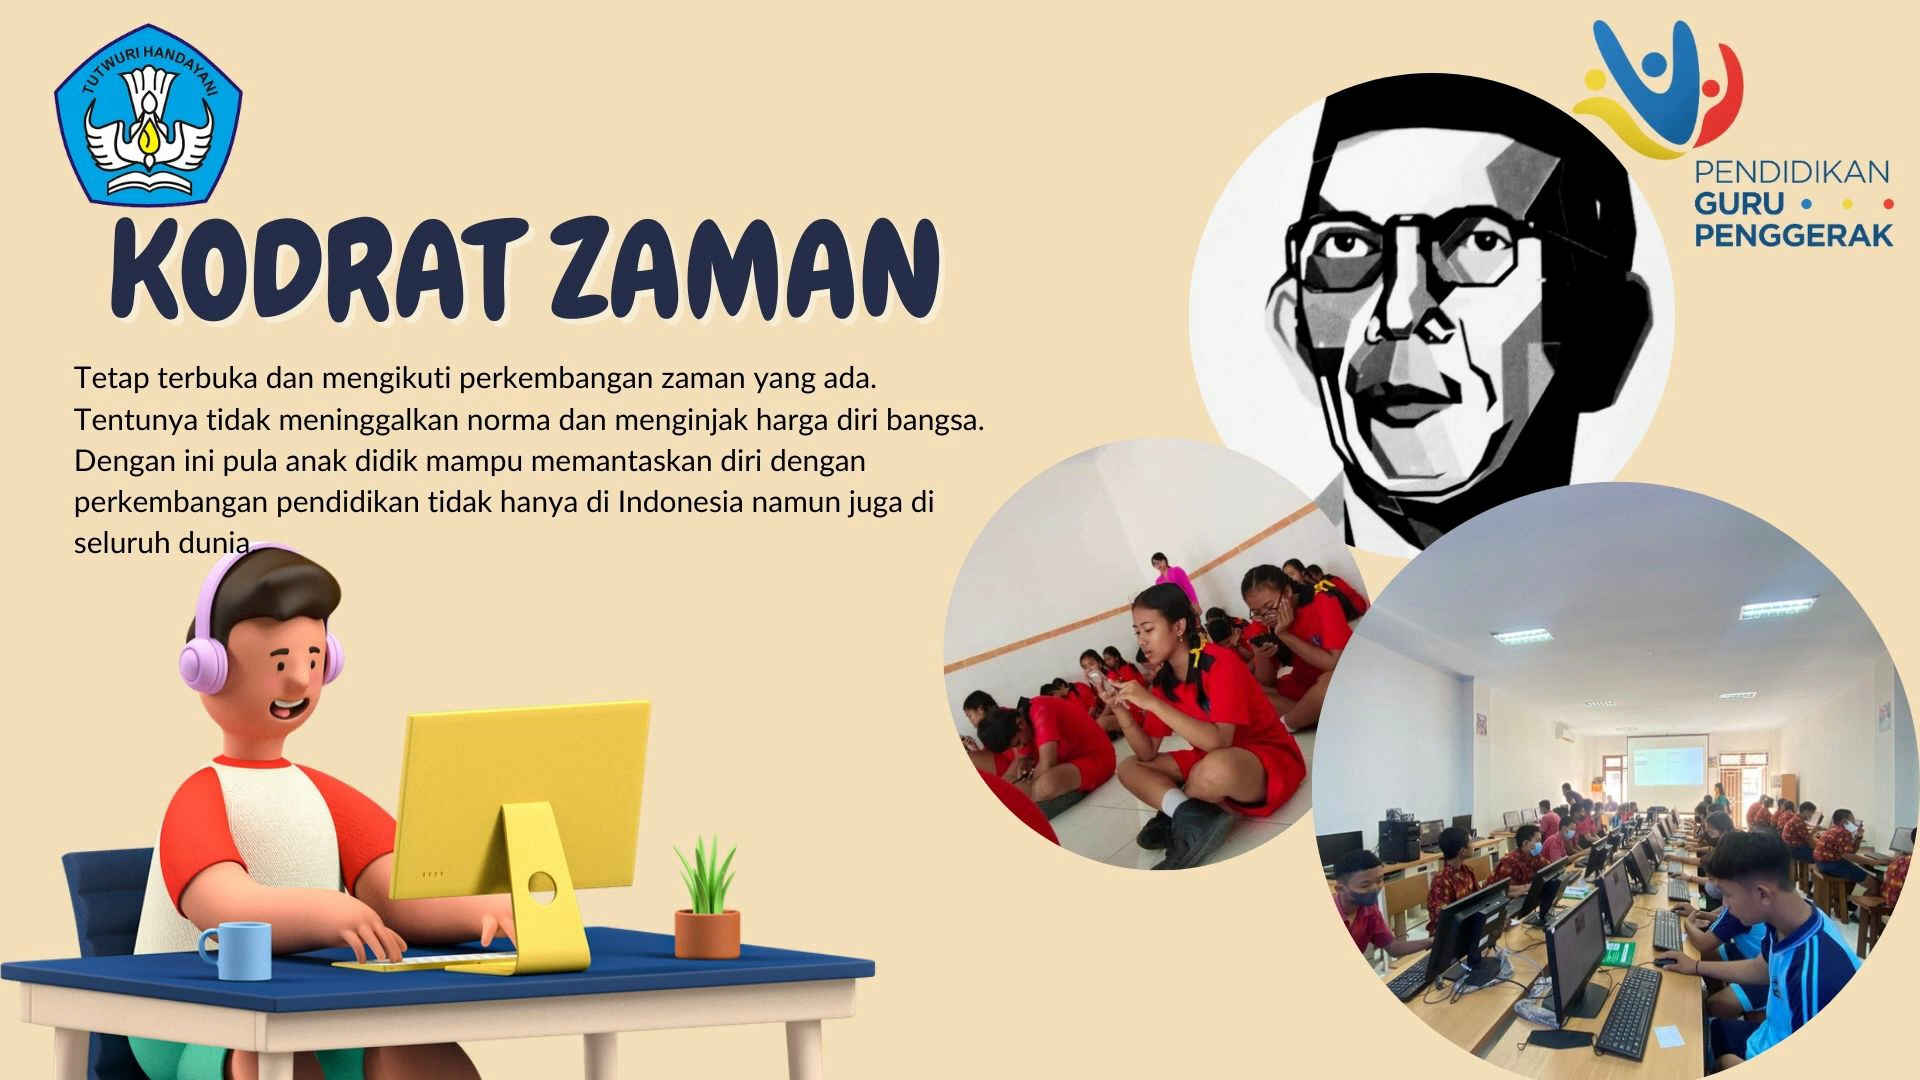 TUTWURI HANDAYANI
PENDIDIKAN
GURU
PENGGERAK
KODRAT ZAMAN
Tetap terbuka dan mengikuti perkembangan zaman yang ada.
Tentunya tidak meninggalkan norma dan menginjak harga diri bangsa.
Dengan ini pula anak didik mampu memantaskan diri dengan
perkembangan pendidikan tidak hanya di Indonesia namun juga di
seluruh dunia.